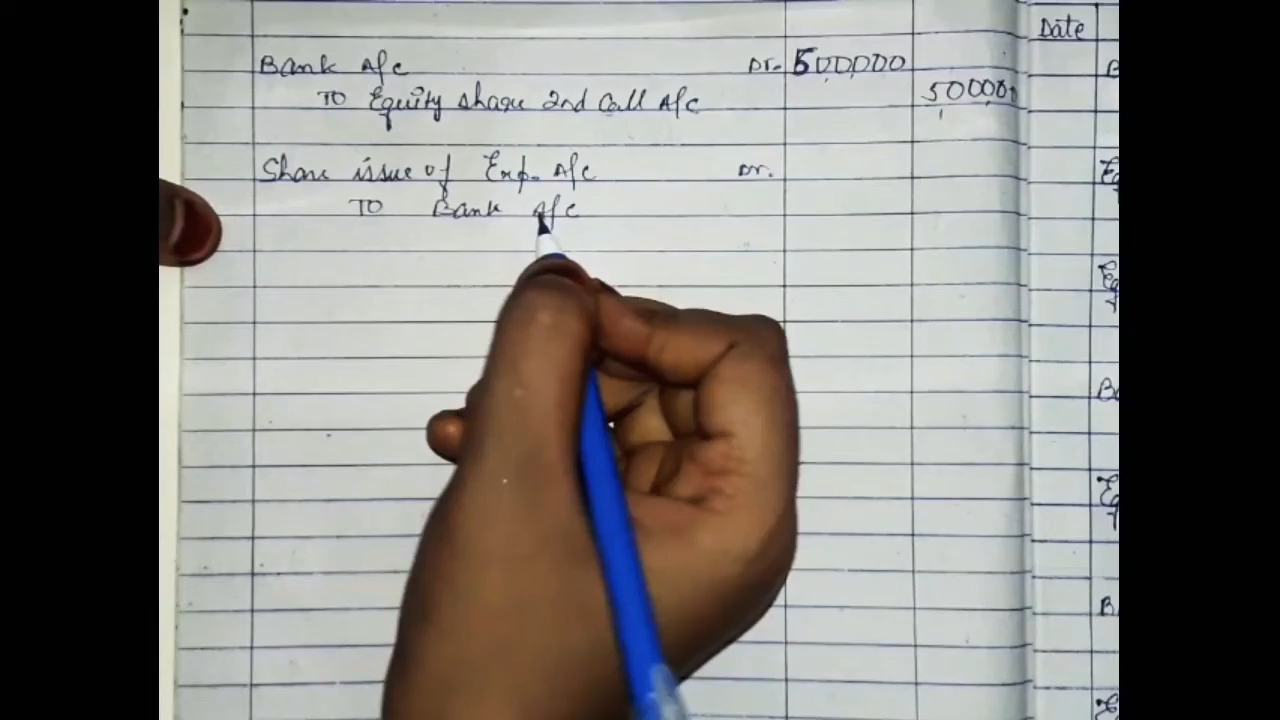 Date
Bank A/c Dr. 500000
To Equity share 2nd Call A/c 500000
Share issue of Exp. A/c Dr.
To Bank A/c